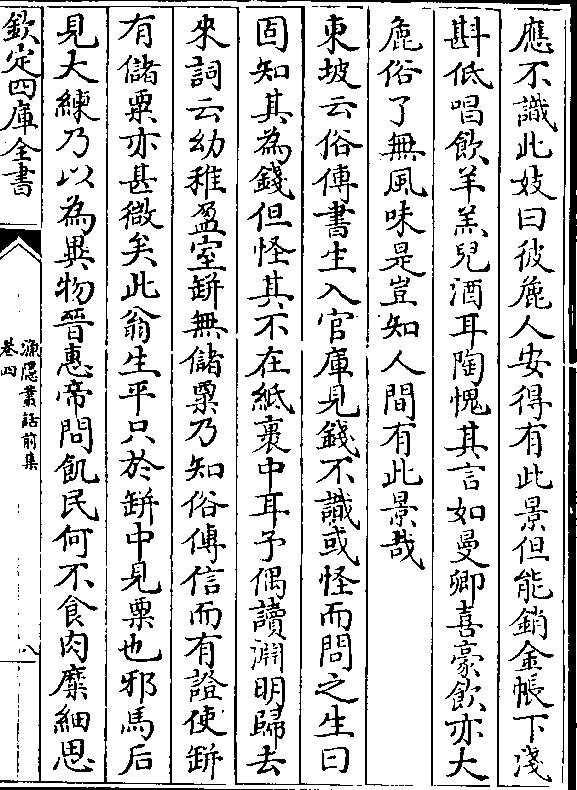 應不識此妓曰彼麄人安得有此景但能銷金帳下淺
斟低唱飲羊羔兒酒耳陶愧其言如曼卿喜豪飲亦大
麄俗了無風味是豈知人間有此景哉
東坡云俗傳書生入官庫見錢不識或怪而問之生曰
固知其為錢但怪其不在紙裹中耳予偶讀淵明歸去
來詞云幼稚盈室缾無儲粟乃知俗傳信而有證使缾
有儲粟亦甚微矣此翁生平只於缾中見粟也邪馬后
見大練乃以為異物晉惠帝問飢民何不食肉糜細思
欽定四庫全書
漁隱叢話前集
卷四
八